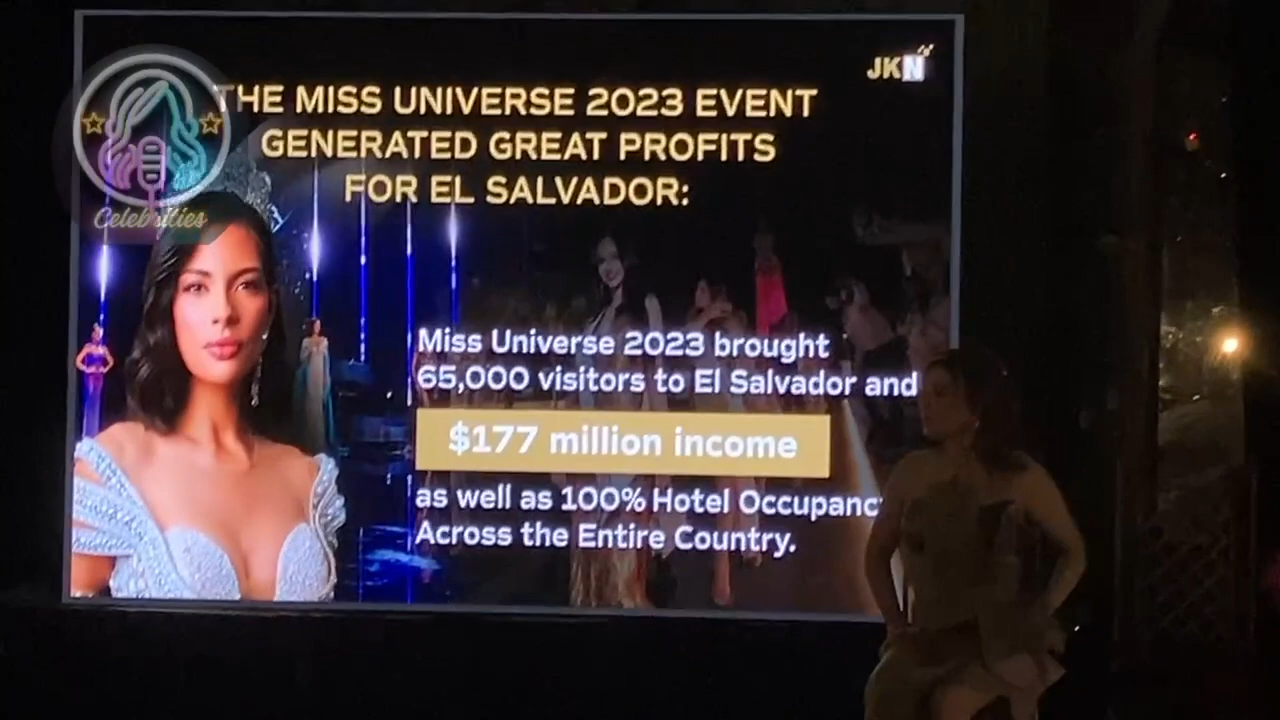 JKN
THE MISS UNIVERSE 2023 EVENT
GENERATED GREAT PROFITS
FOR EL SALVADOR:
Celebrities
Miss Universe 2023 brought
65,000 visitors to El Salvador and
$177 million income
as well as 100% Hotel Occupanc
Across the Entire Country.